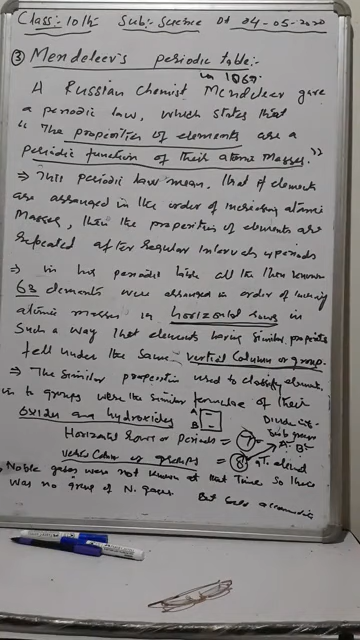 Class:- 10th Sub:- Science Dt 04-05-2020
③ Mendeleev's periodic table:-
in 1869.
A Russian Chemist Mendeleev gave
a periodic law, which states that
"The properties of elements are a
periodic function of their atomic Masses."
⇒ This periodic law mean, that if elements
are arranged in the order of increasing atomic
Masses, then the properties of elements are
repeated after regular intervals
⇒ in his periodic all the then known
63 elements were arranged in order of
atomic masses in horizontal rows in
Such a way that elements having Similar properties
fell under the same vertical Column or group.
⇒ The Similar properties used to classify elements
in to groups were the similar formulae of their
oxides and hydroxides A B Divide
Sub groups
Horizontal rows or Periods = 7 A B
vertical Column or groups = 8
Noble gases were not known at that Time So there
was no group of N. gases. But